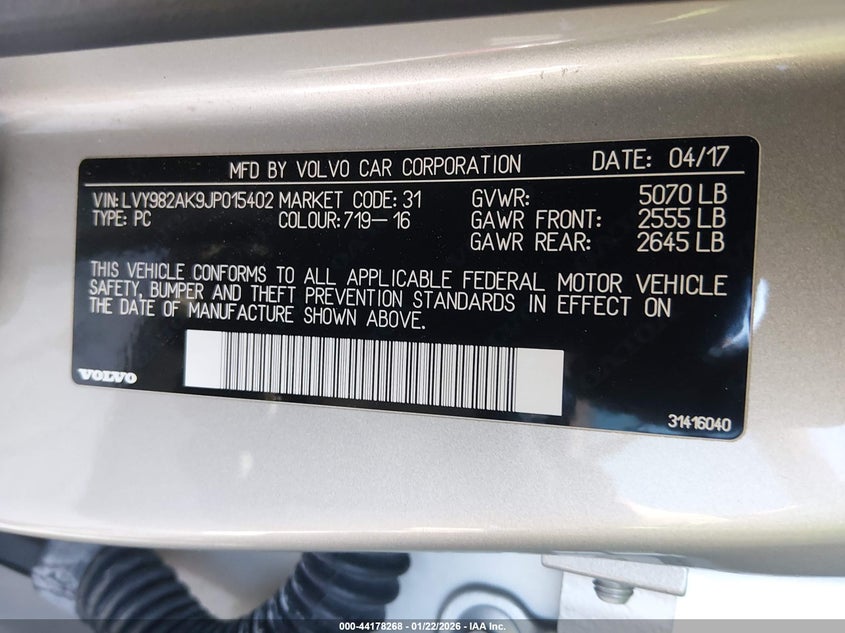 MFD BY VOLVO CAR CORPORATION DATE: 04/17
VIN: LVY982AK9JP015402 MARKET CODE: 31 GVWR: 5070 LB
TYPE: PC COLOUR: 719-16 GAWR FRONT: 2555 LB
GAWR REAR: 2645 LB
THIS VEHICLE CONFORMS TO ALL APPLICABLE FEDERAL MOTOR VEHICLE
SAFETY, BUMPER AND THEFT PREVENTION STANDARDS IN EFFECT ON
THE DATE OF MANUFACTURE SHOWN ABOVE.
VOLVO
31416040
000-44178268 - 01/22/2026 - IAA Inc.